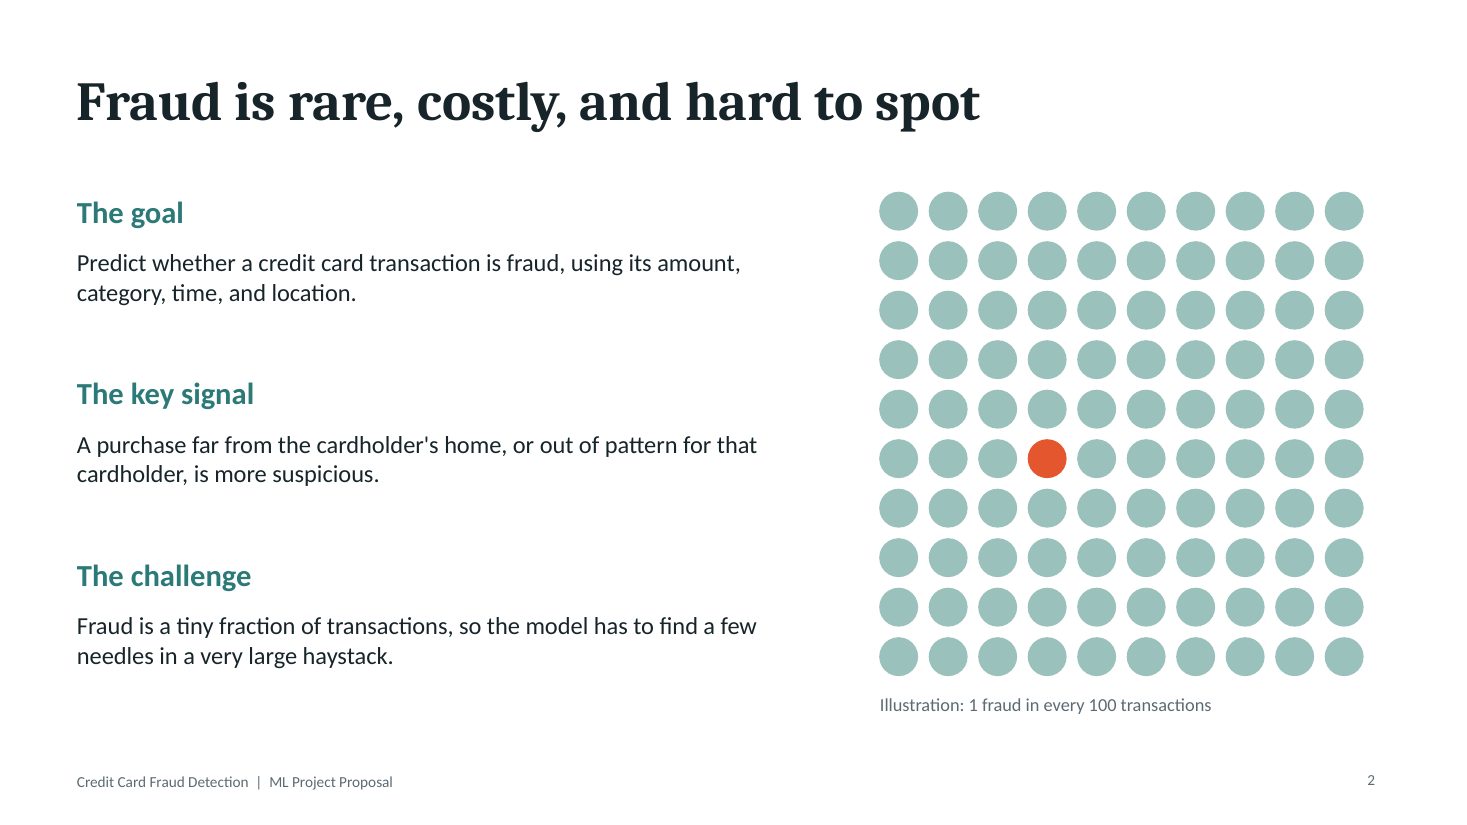 Fraud is rare, costly, and hard to spot
The goal
Predict whether a credit card transaction is fraud, using its amount,
category, time, and location.
The key signal
A purchase far from the cardholder's home, or out of pattern for that
cardholder, is more suspicious.
The challenge
Fraud is a tiny fraction of transactions, so the model has to find a few
needles in a very large haystack.
Illustration: 1 fraud in every 100 transactions
Credit Card Fraud Detection | ML Project Proposal
2